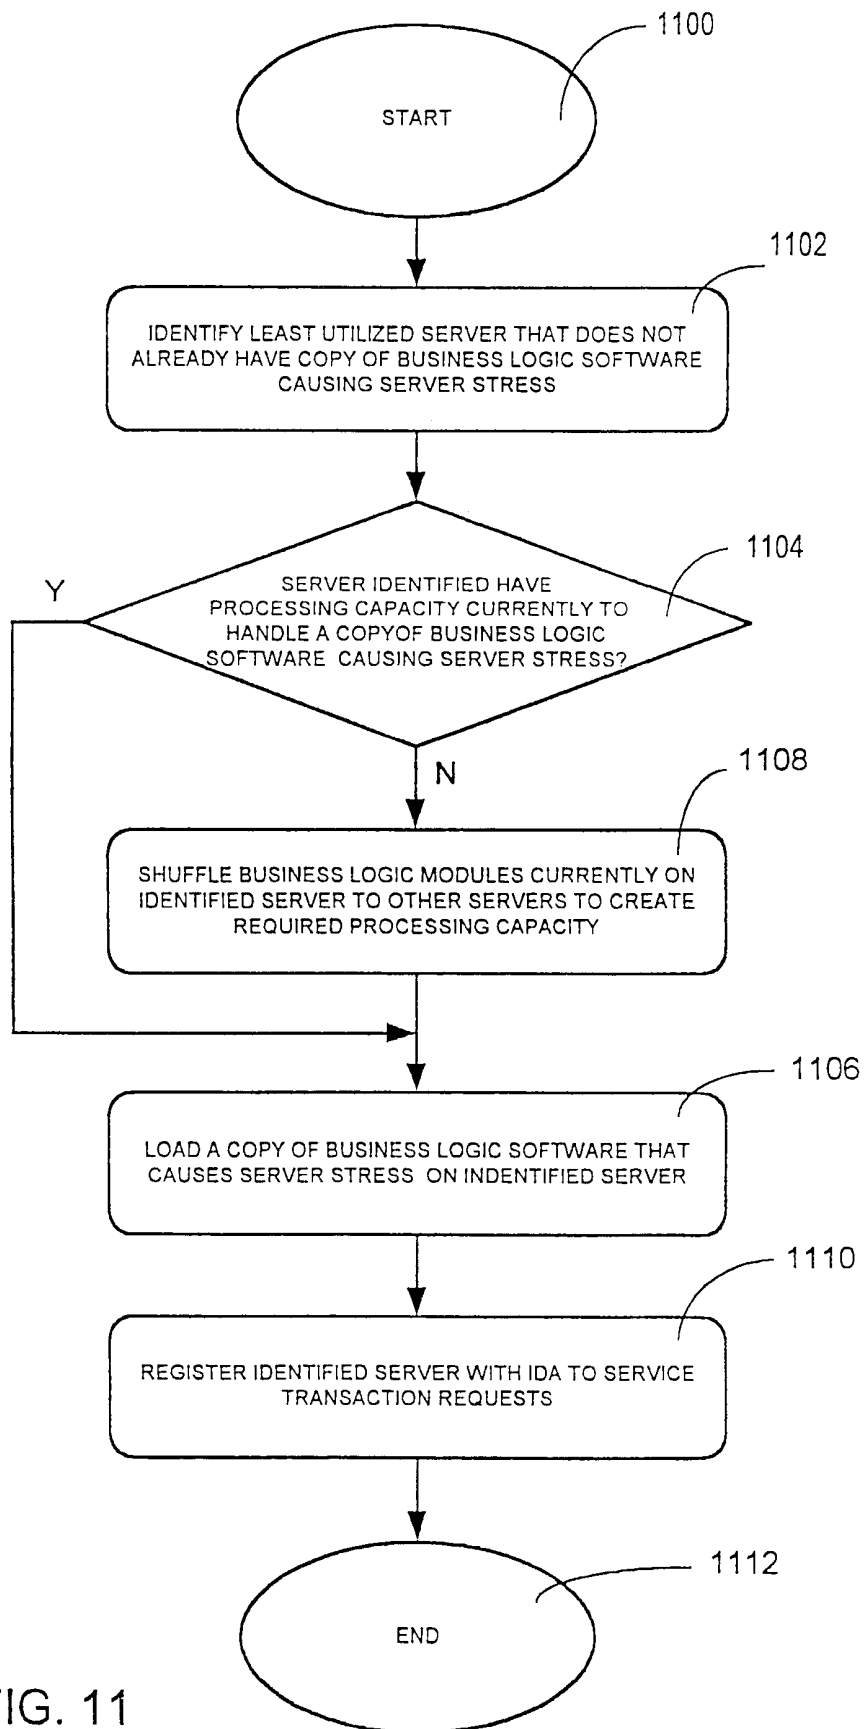 1100
START
1102
IDENTIFY LEAST UTILIZED SERVER THAT DOES NOT
ALREADY HAVE COPY OF BUSINESS LOGIC SOFTWARE
CAUSING SERVER STRESS
1104
Y
SERVER IDENTIFIED HAVE
PROCESSING CAPACITY CURRENTLY TO
HANDLE A COPYOF BUSINESS LOGIC
SOFTWARE CAUSING SERVER STRESS?
N
1108
SHUFFLE BUSINESS LOGIC MODULES CURRENTLY ON
IDENTIFIED SERVER TO OTHER SERVERS TO CREATE
REQUIRED PROCESSING CAPACITY
1106
LOAD A COPY OF BUSINESS LOGIC SOFTWARE THAT
CAUSES SERVER STRESS ON INDENTIFIED SERVER
1110
REGISTER IDENTIFIED SERVER WITH IDA TO SERVICE
TRANSACTION REQUESTS
1112
END
FIG. 11